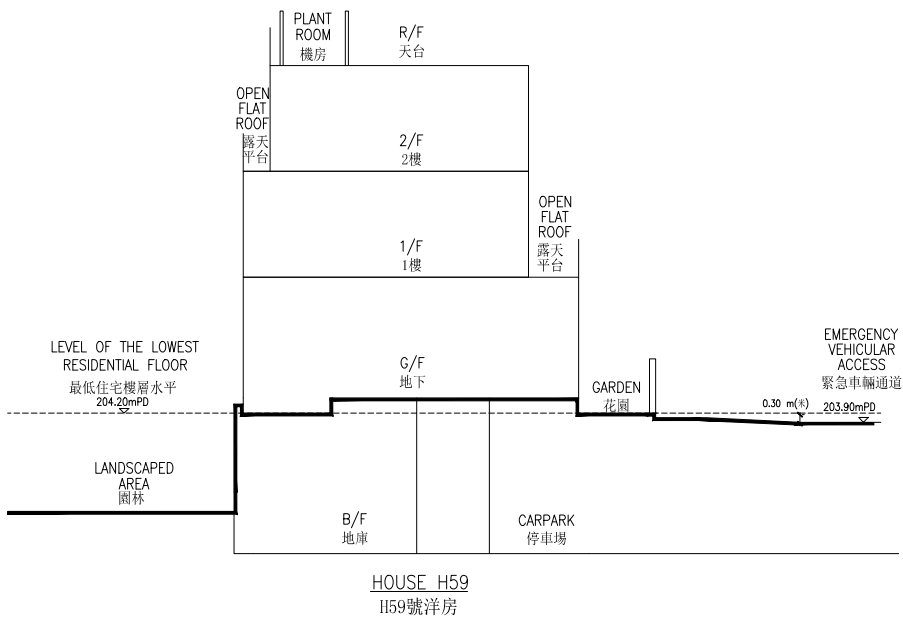 PLANT
ROOM
機房
R/F
天台
OPEN
FLAT
ROOF
露天
平台
2/F
2樓
OPEN
FLAT
ROOF
露天
平台
1/F
1樓
LEVEL OF THE LOWEST
RESIDENTIAL FLOOR
最低住宅樓層水平
204.20mPD
G/F
地下
GARDEN
花園
EMERGENCY
VEHICULAR
ACCESS
緊急車輛通道
0.30 m(米)
203.90mPD
LANDSCAPED
AREA
園林
B/F
地庫
CARPARK
停車場
HOUSE H59
H59號洋房